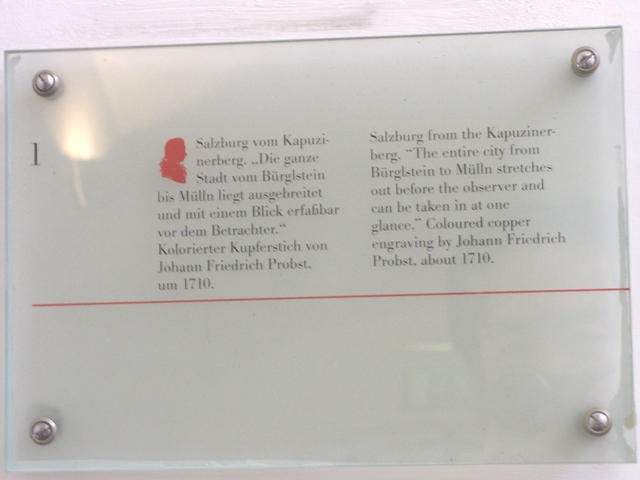 1
Salzburg vom Kapuzi-
nerberg. „Die ganze
Stadt vom Bürglstein
bis Mülln liegt ausgebreitet
und mit einem Blick erfaßbar
vor dem Betrachter.“
Kolorierter Kupferstich von
Johann Friedrich Probst,
um 1710.
Salzburg from the Kapuziner-
berg. “The entire city from
Bürglstein to Mülln stretches
out before the observer and
can be taken in at one
glance.” Coloured copper
engraving by Johann Friedrich
Probst, about 1710.